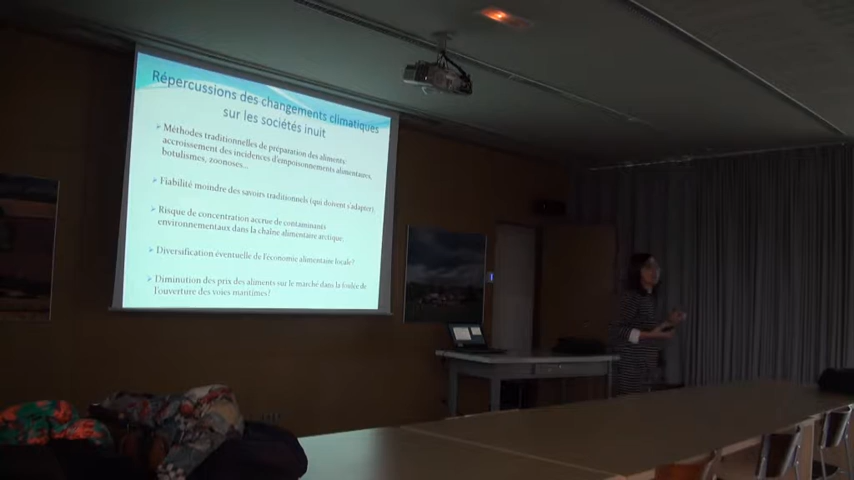 Répercussions des changements climatiques
sur les sociétés inuit
Méthodes traditionnelles de préparation des aliments:
accroissement des incidences d'empoisonnements alimentaires,
botulismes, zoonoses...
Fiabilité moindre des savoirs traditionnels (qui doivent s'adapter)
Risque de concentration accrue de contaminants
environnementaux dans la chaîne alimentaire arctique
Diversification éventuelle de l'économie alimentaire locale?
Diminution des prix des aliments sur le marché dans la foulée de
l'ouverture des voies maritimes?